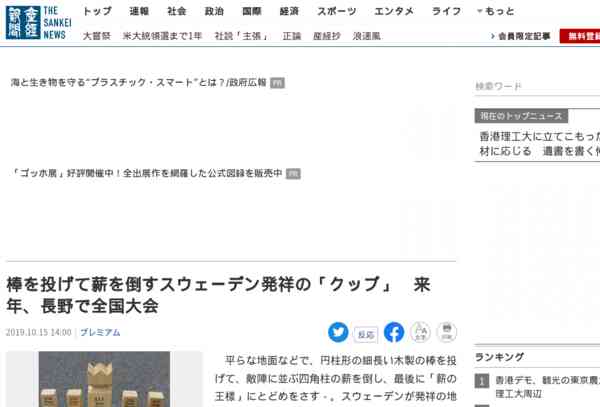 産經新聞
THE SANKEI NEWS
トップ 速報 社会 政治 国際 経済 スポーツ エンタメ ライフ もっと
大嘗祭 米大統領選まで1年 社説「主張」 正論 産経抄 浪速風
会員限定記事
無料登録
海と生き物を守る“プラスチック・スマート”とは?/政府広報 PR
検索ワード
現在のトップニュース
香港理工大に立てこもった
材に応じる 遺書を書く
「ゴッホ展」好評開催中!全出展作を網羅した公式図録を販売中 PR
棒を投げて薪を倒すスウェーデン発祥の「クッブ」 来
年、長野で全国大会
2019.10.15 14:00 プレミアム
反応
文字
印刷
平らな地面などで、円柱形の細長い木製の棒を投
げて、敵陣に並ぶ四角柱の薪を倒し、最後に「薪の
王様」にとどめをさす-。スウェーデンが発祥の地
ランキング
1 香港デモ、観光の東京農
理工大周辺